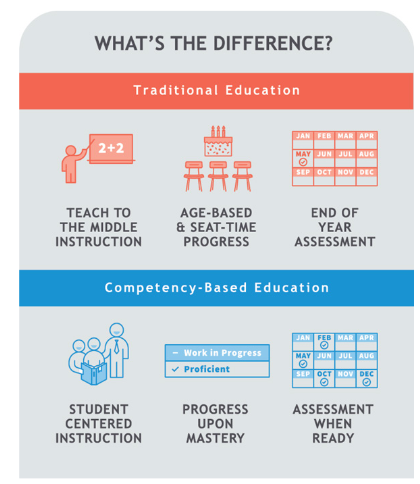 WHAT'S THE DIFFERENCE?
Traditional Education
2+2
JAN FEB MAR APR
MAY JUN JUL AUG
SEP OCT NOV DEC
TEACH TO
THE MIDDLE
INSTRUCTION
AGE-BASED
& SEAT-TIME
PROGRESS
END OF
YEAR
ASSESSMENT
Competency-Based Education
– Work in Progress
✓ Proficient
JAN FEB MAR APR
MAY JUN JUL AUG
SEP OCT NOV DEC
STUDENT
CENTERED
INSTRUCTION
PROGRESS
UPON
MASTERY
ASSESSMENT
WHEN
READY